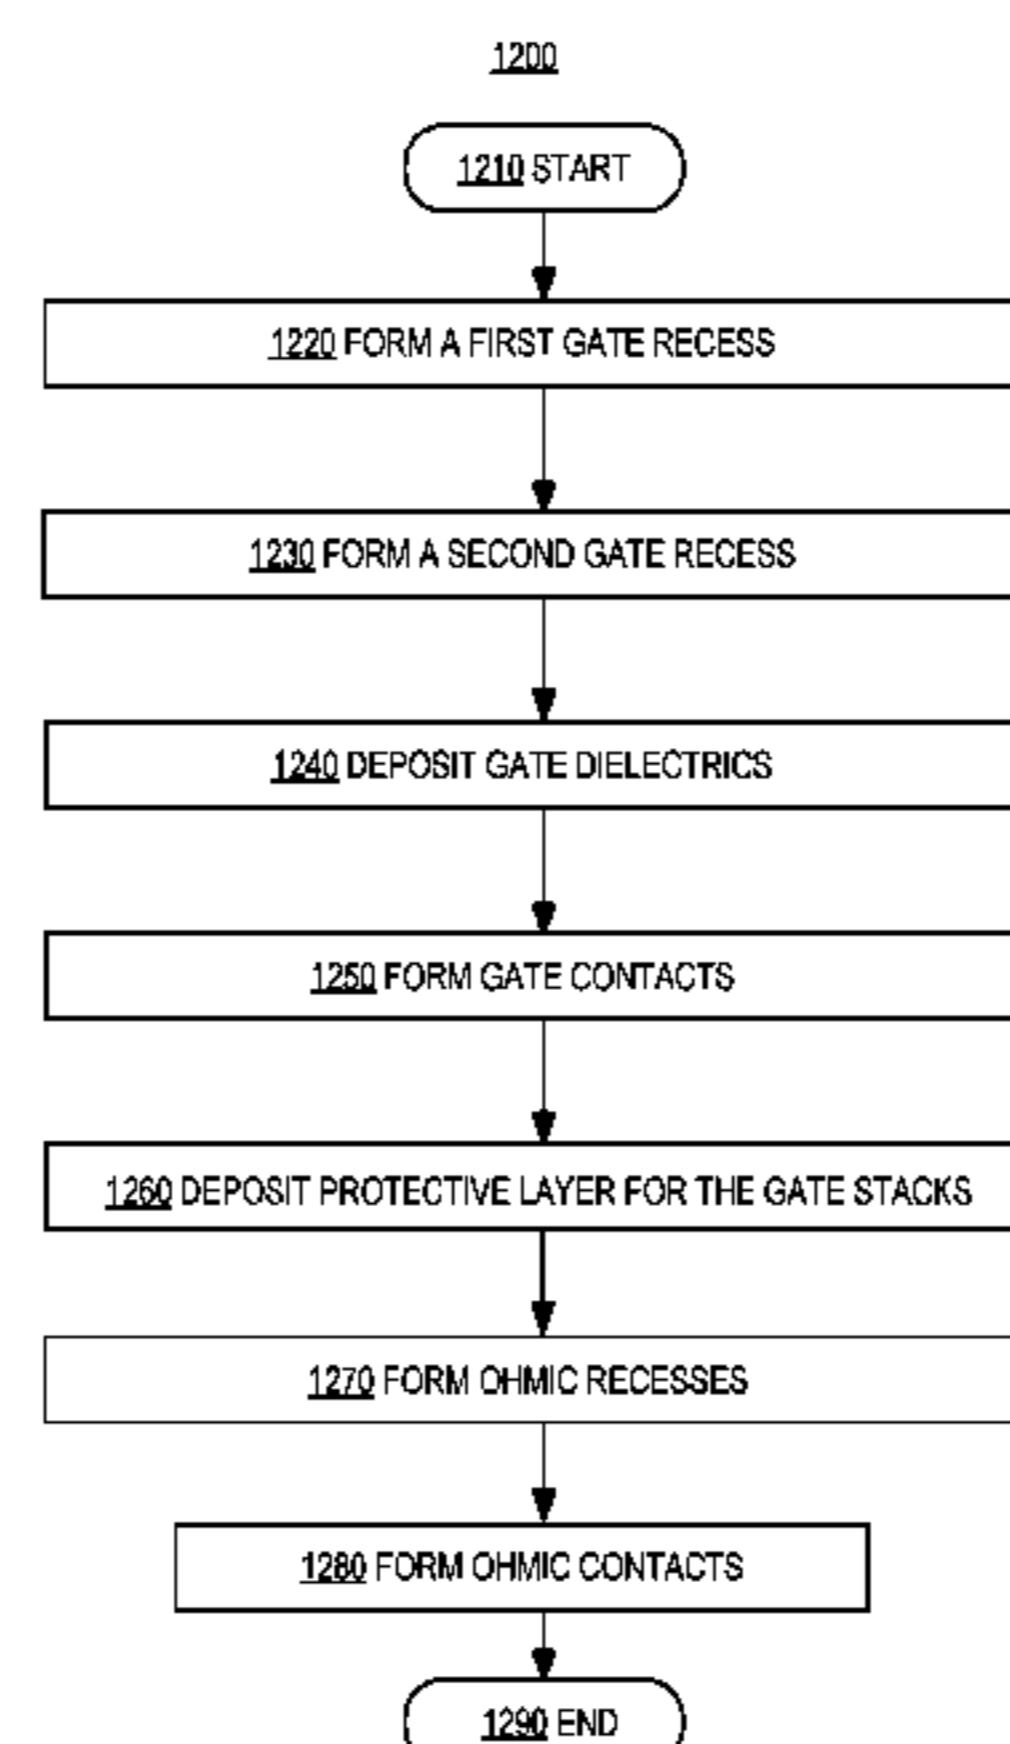 1200
1210 START
1220 FORM A FIRST GATE RECESS
1230 FORM A SECOND GATE RECESS
1240 DEPOSIT GATE DIELECTRICS
1250 FORM GATE CONTACTS
1260 DEPOSIT PROTECTIVE LAYER FOR THE GATE STACKS
1270 FORM OHMIC RECESSES
1280 FORM OHMIC CONTACTS
1290 END